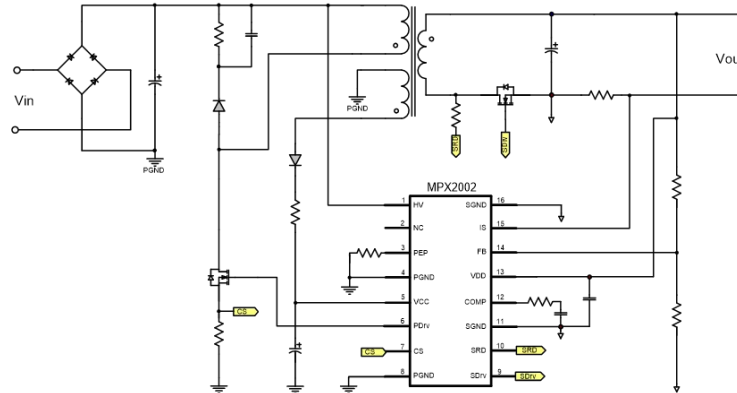 Vin
PGND
PGND
SRD
SDrv
Vou
MPX2002
1 HV
2 NC
3 PEP
4 PGND
5 VCC
6 PDrv
7 CS
8 PGND
SGND 16
IS 15
FB 14
VDD 13
COMP 12
SGND 11
SRD 10
SDrv 9
CS
CS
SRD
SDrv